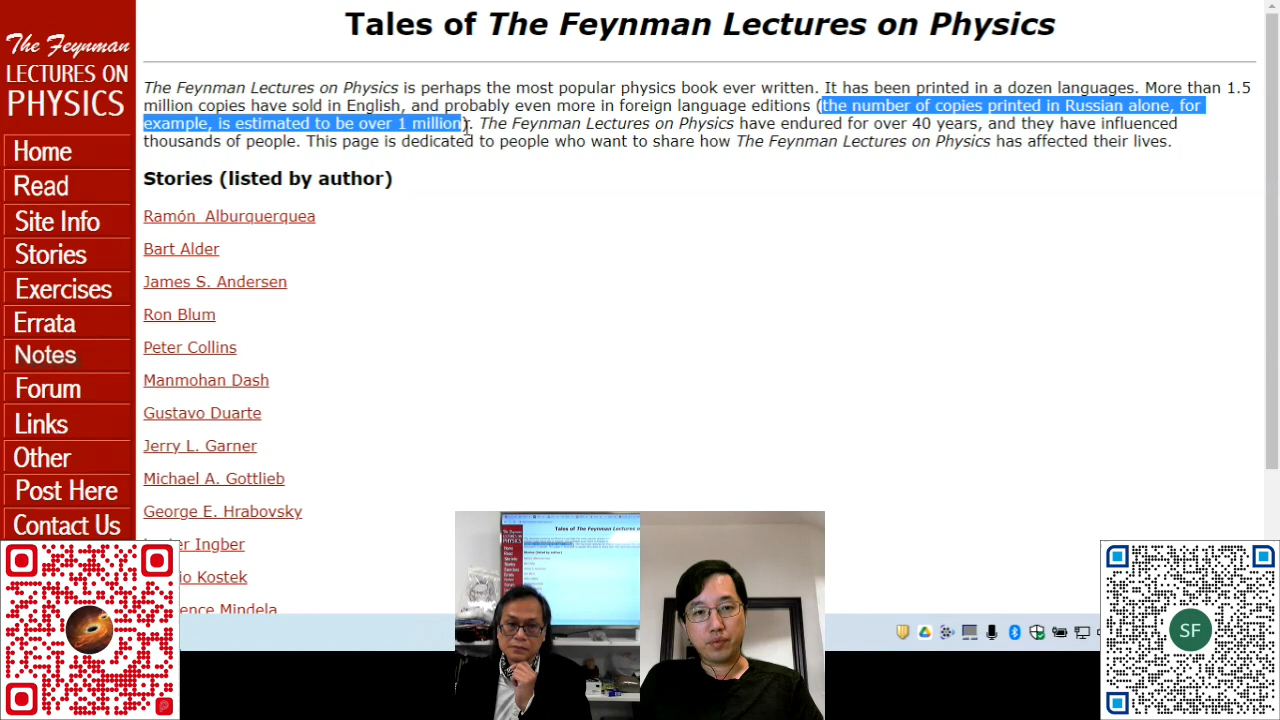 Tales of The Feynman Lectures on Physics
The Feynman
LECTURES ON
PHYSICS
Home
Read
Site Info
Stories
Exercises
Errata
Notes
Forum
Links
Other
Post Here
Contact Us
The Feynman Lectures on Physics is perhaps the most popular physics book ever written. It has been printed in a dozen languages. More than 1.5
million copies have sold in English, and probably even more in foreign language editions (the number of copies printed in Russian alone, for
example, is estimated to be over 1 million). The Feynman Lectures on Physics have endured for over 40 years, and they have influenced
thousands of people. This page is dedicated to people who want to share how The Feynman Lectures on Physics has affected their lives.
Stories (listed by author)
Ramón Alburquerquea
Bart Alder
James S. Andersen
Ron Blum
Peter Collins
Manmohan Dash
Gustavo Duarte
Jerry L. Garner
Michael A. Gottlieb
George E. Hrabovsky
Ingber
Kostek
Mindela
Tales of The Feynman Lectures on
SF